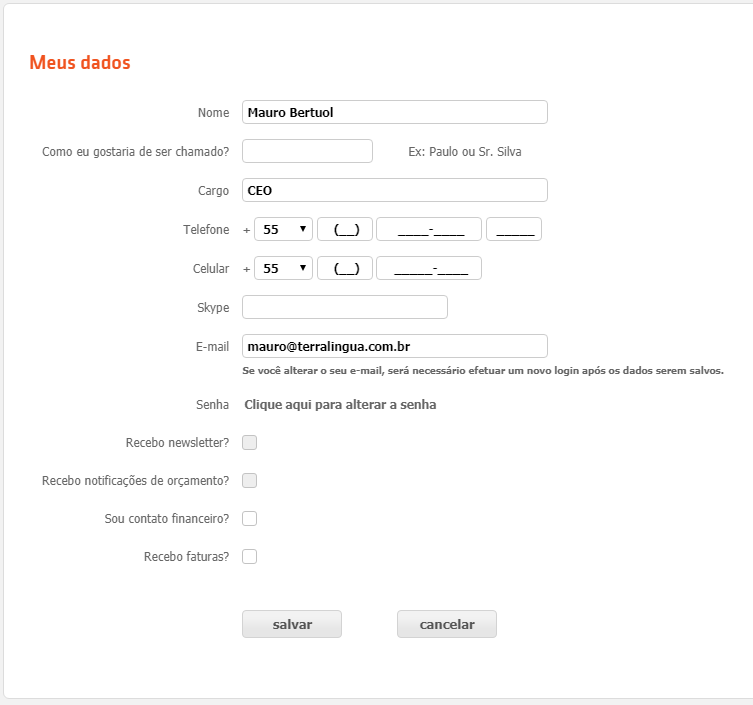 Meus dados
Nome Mauro Bertuol
Como eu gostaria de ser chamado? Ex: Paulo ou Sr. Silva
Cargo CEO
Telefone + 55 (__) ____-____ _____
Celular + 55 (__) _____-____
Skype
E-mail mauro@terralingua.com.br
Se você alterar o seu e-mail, será necessário efetuar um novo login após os dados serem salvos.
Senha Clique aqui para alterar a senha
Recebo newsletter?
Recebo notificações de orçamento?
Sou contato financeiro?
Recebo faturas?
salvar cancelar